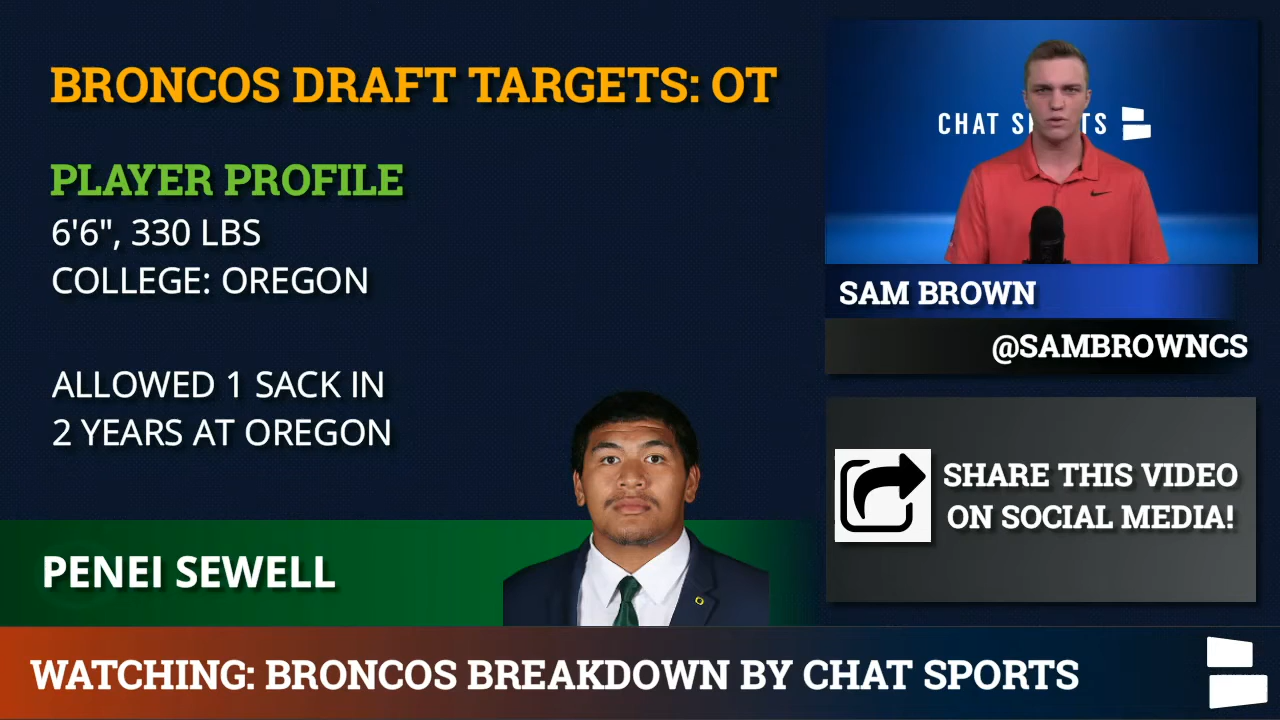 BRONCOS DRAFT TARGETS: OT
PLAYER PROFILE
6'6", 330 LBS
COLLEGE: OREGON
ALLOWED 1 SACK IN
2 YEARS AT OREGON
PENEI SEWELL
CHAT SP TS
SAM BROWN
@SAMBROWNCS
SHARE THIS VIDEO
ON SOCIAL MEDIA!
WATCHING: BRONCOS BREAKDOWN BY CHAT SPORTS